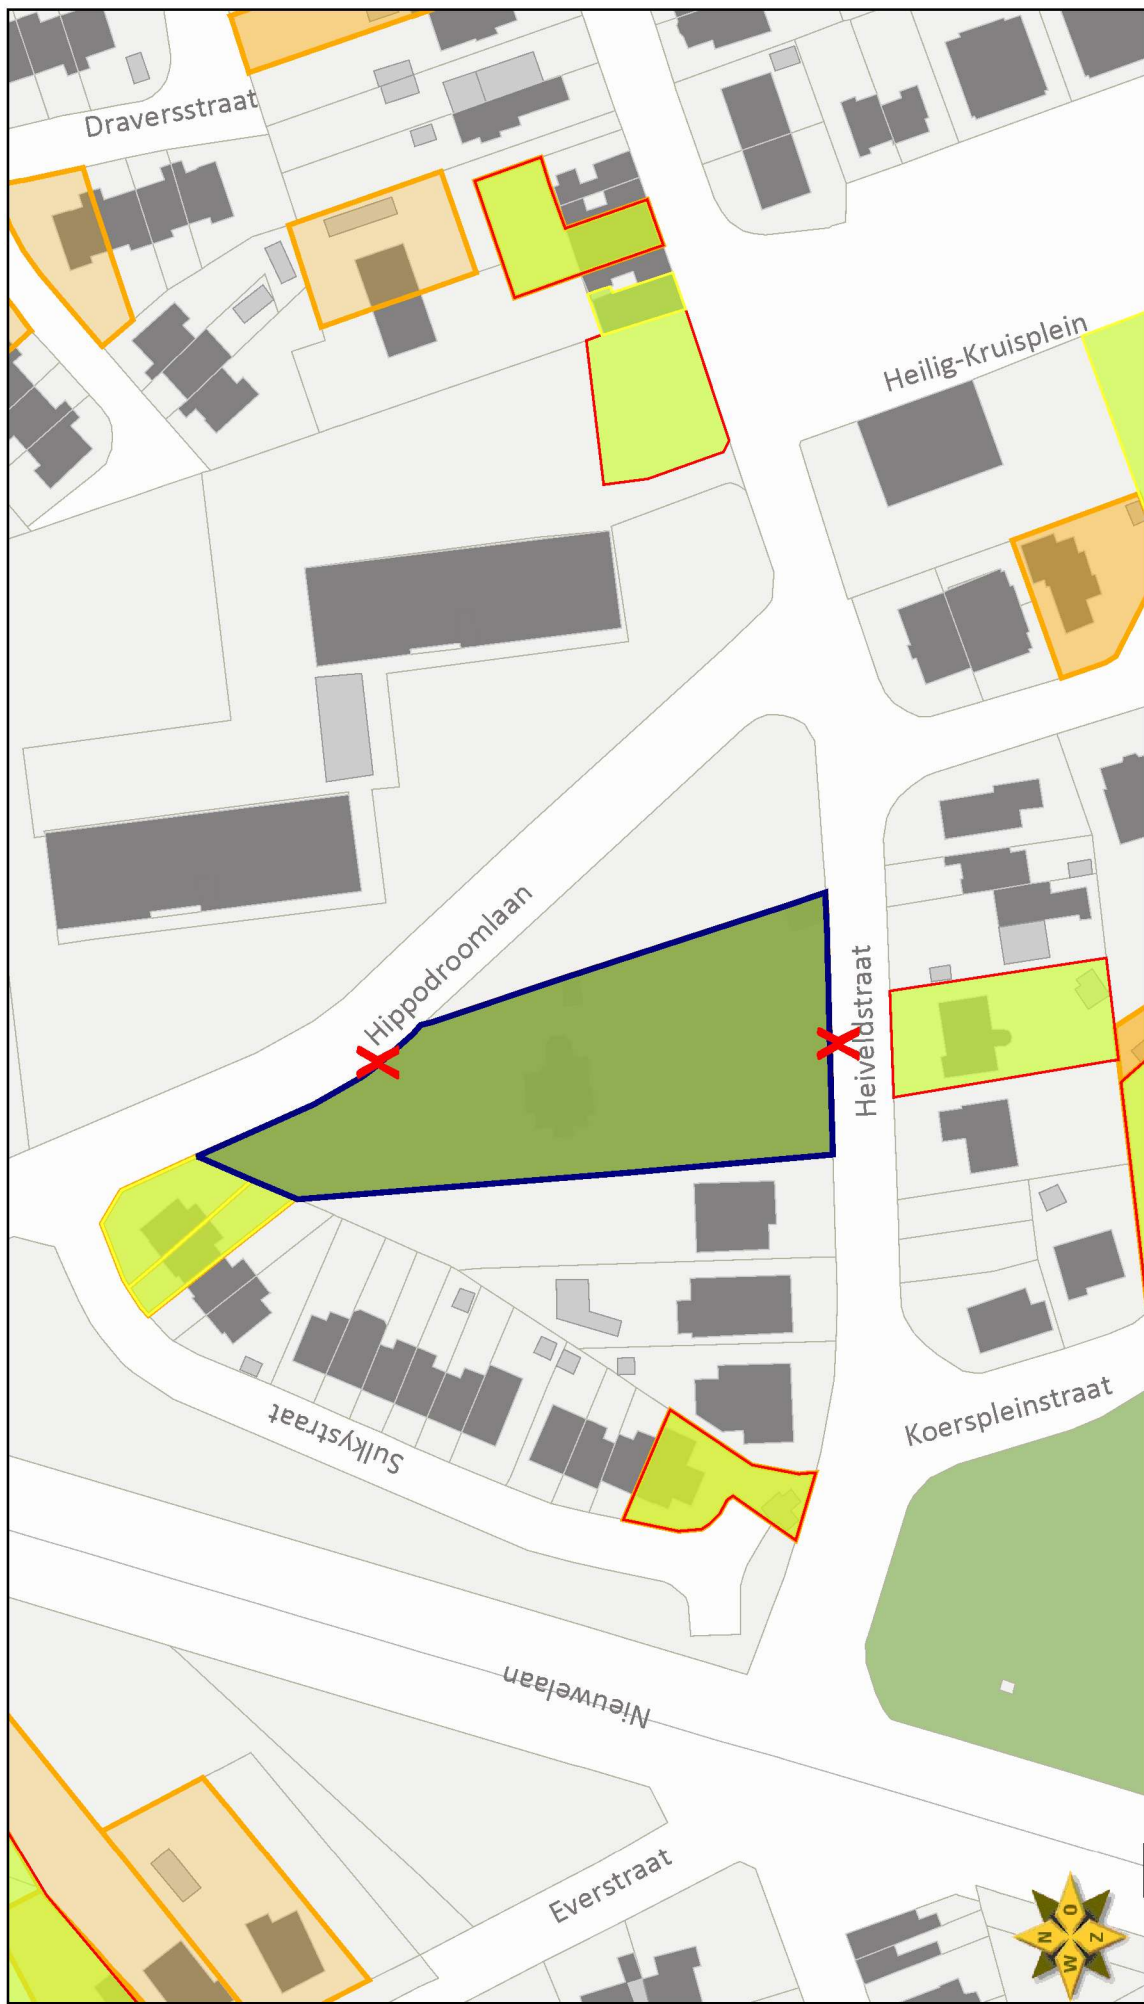 Draversstraat
Heilig-Kruisplein
Hippodroomlaan
Heiveldstraat
Koerspleinstraat
Sulkystraat
Nieuwelaan
Everstraat
O
N
Z
W